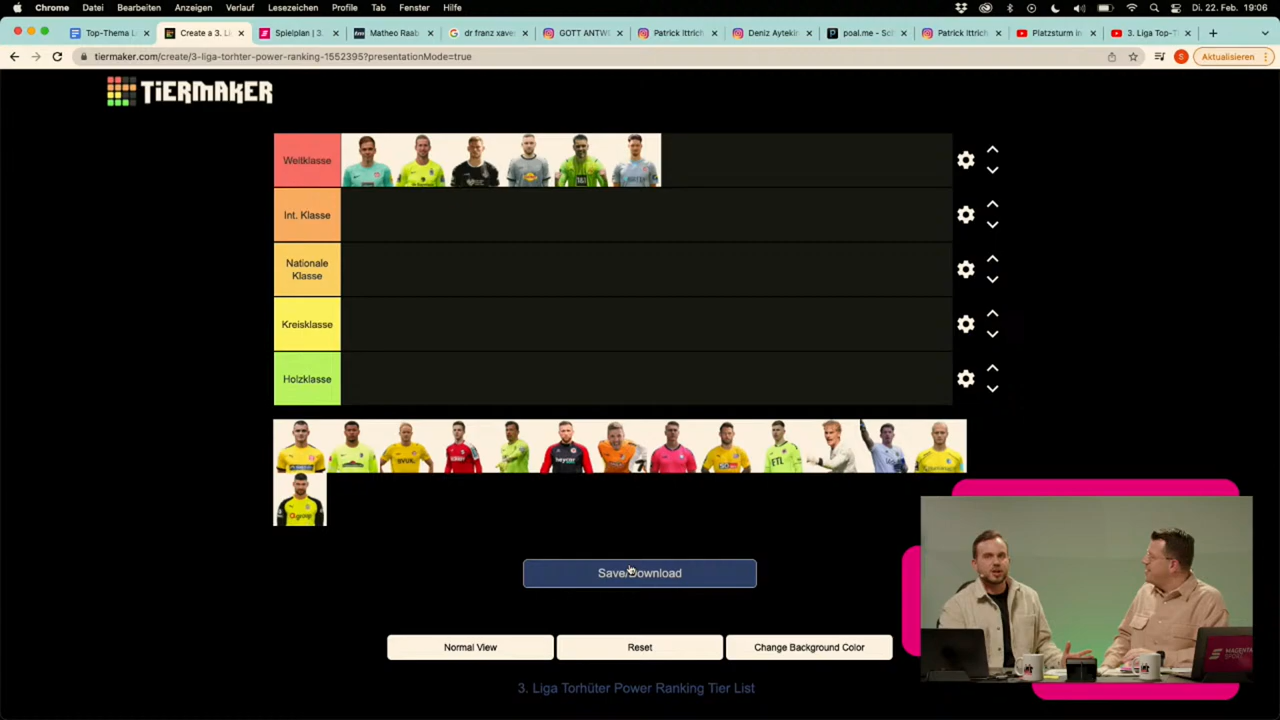 Chrome Datei Bearbeiten Anzeigen Verlauf Lesezeichen Profile Tab Fenster Hilfe Di. 22. Feb. 19:06
Top-Thema L Create a 3. Li Spielplan | 3. Matheo Raab dr franz xave GOTT ANTW Patrick Ittrich Deniz Aytekin poal.me - Sc Patrick Ittrich Platzsturm in 3. Liga Top-T
tiermaker.com/create/3-liga-torhter-power-ranking-1552395?presentationMode=true S Aktualisieren
TiERMAKER
Weltklasse
Int. Klasse
Nationale
Klasse
Kreisklasse
Holzklasse
Save/Download
Normal View Reset Change Background Color
3. Liga Torhüter Power Ranking Tier List
MAGENTA
SPORT